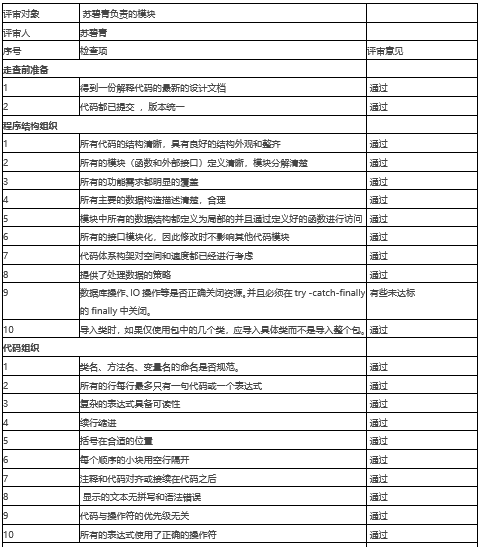 评审对象 苏碧青负责的模块
评审人 苏碧青
序号 检查项 评审意见
走查前准备
1 得到一份解释代码的最新的设计文档 通过
2 代码都已提交 ，版本统一 通过
程序结构组织
1 所有代码的结构清晰，具有良好的结构外观和整齐 通过
2 所有的模块（函数和外部接口）定义清晰，模块分解清楚 通过
3 所有的功能需求都明显的覆盖 通过
4 所有主要的数据构造描述清楚，合理 通过
5 模块中所有的数据结构都定义为局部的并且通过定义好的函数进行访问 通过
6 所有的接口模块化，因此修改时不影响其他代码模块 通过
7 代码体系构架对空间和速度都已经进行考虑 通过
8 提供了处理数据的策略 通过
9 数据库操作、IO 操作等是否正确关闭资源。并且必须在 try -catch-finally 有些未达标
的 finally 中关闭。
10 导入类时，如果仅使用包中的几个类，应导入具体类而不是导入整个包。 通过
代码组织
1 类名、方法名、变量名的命名是否规范。 通过
2 所有的行每行最多只有一句代码或一个表达式 通过
3 复杂的表达式具备可读性 通过
4 续行缩进 通过
5 括号在合适的位置 通过
6 每个顺序的小块用空行隔开 通过
7 注释和代码对齐或接续在代码之后 通过
8 显示的文本无拼写和语法错误 通过
9 代码与操作符的优先级无关 通过
10 所有的表达式使用了正确的操作符 通过